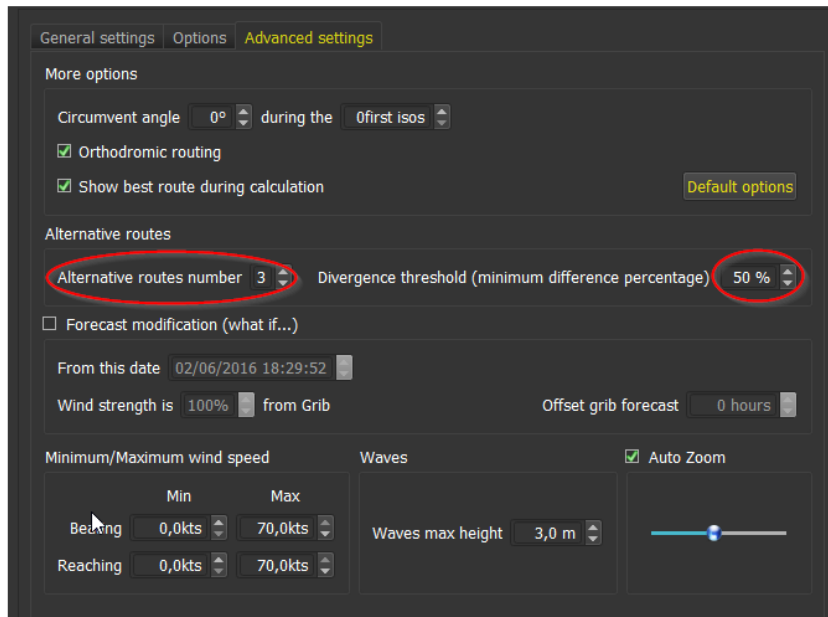 General settings Options Advanced settings
More options
Circumvent angle 0° during the 0first isos
Orthodromic routing
Show best route during calculation Default options
Alternative routes
Alternative routes number 3 Divergence threshold (minimum difference percentage) 50 %
Forecast modification (what if...)
From this date 02/06/2016 18:29:52
Wind strength is 100% from Grib Offset grib forecast 0 hours
Minimum/Maximum wind speed Waves Auto Zoom
Min Max
Beating 0,0kts 70,0kts Waves max height 3,0 m
Reaching 0,0kts 70,0kts